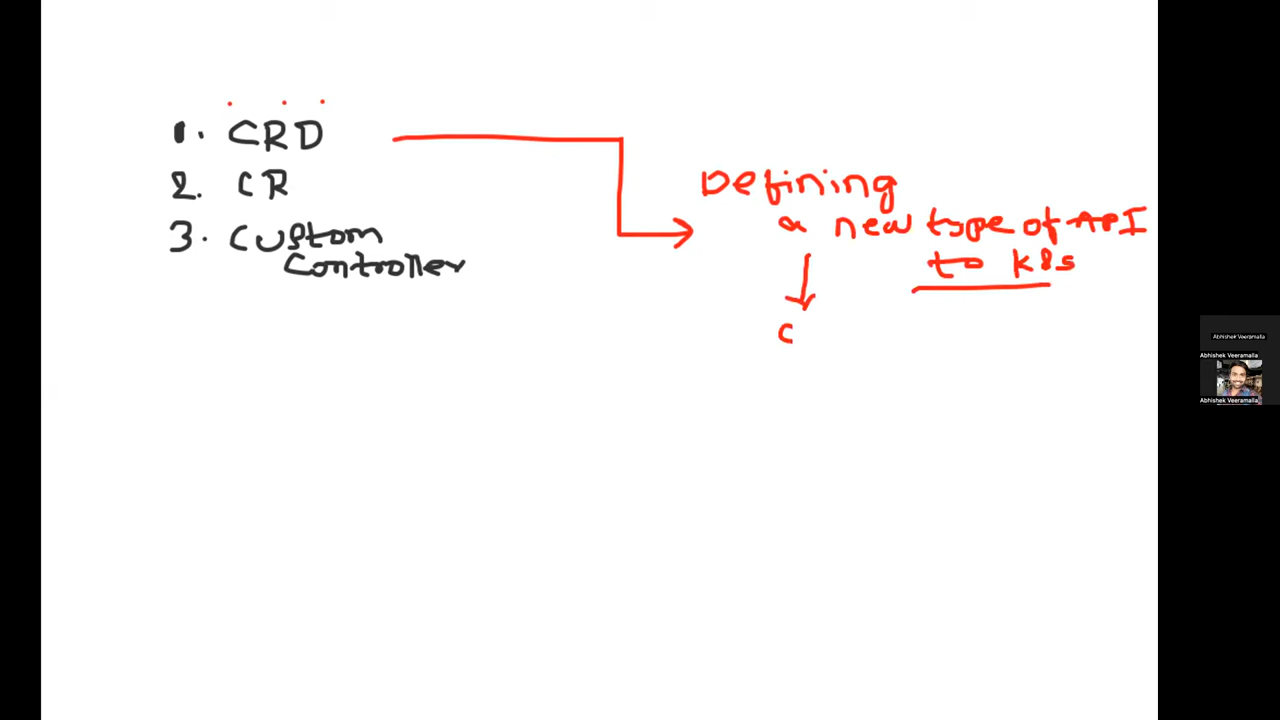 1. CRD
2. CR
3. Custom
Controller
Defining
a new type of API
to k8s
C
Abhishek Veeramalla
Abhishek Veeramalla
Abhishek Veeramalla